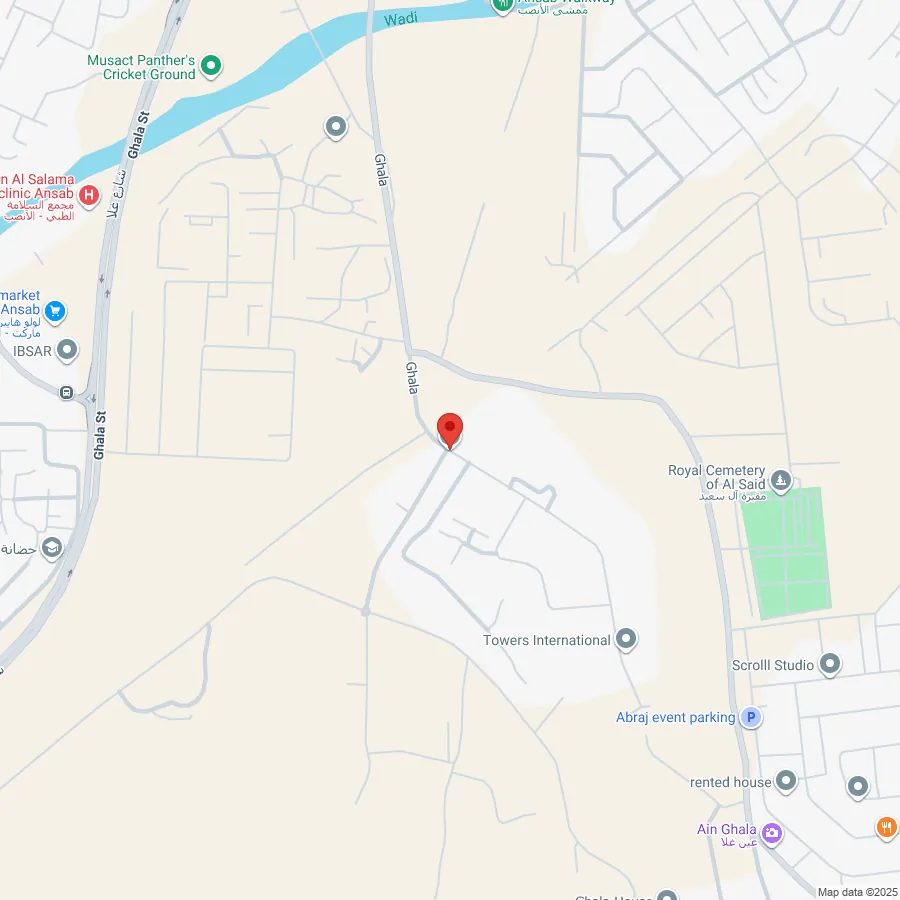 ممشى الأنصب
Wadi
Musact Panther's
Cricket Ground
Ghala St
Ghala
Al Salama
clinic Ansab
مجمع السلامة
الطبي - الأنصب
شارع غلا
market
Ansab
ماركت -
IBSAR
Ghala
Ghala St
Royal Cemetery
of Al Said
مقبرة آل سعيد
حضانة
Towers International
Scrolll Studio
Abraj event parking
P
rented house
Ain Ghala
عين غلا
Map data ©2025